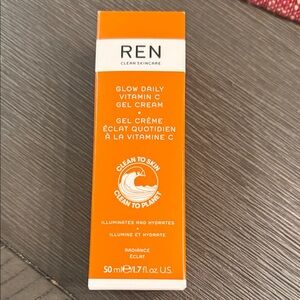 REN
CLEAN SKINCARE
GLOW DAILY
VITAMIN C
GEL CREAM
•
GEL CRÈME
ÉCLAT QUOTIDIEN
À LA VITAMINE C
CLEAN TO SKIN
CLEAN TO PLANET
ILLUMINATES AND HYDRATES
•
ILLUMINE ET HYDRATE
RADIANCE
ÉCLAT
50 ml℮/1.7 fl. oz. U.S.